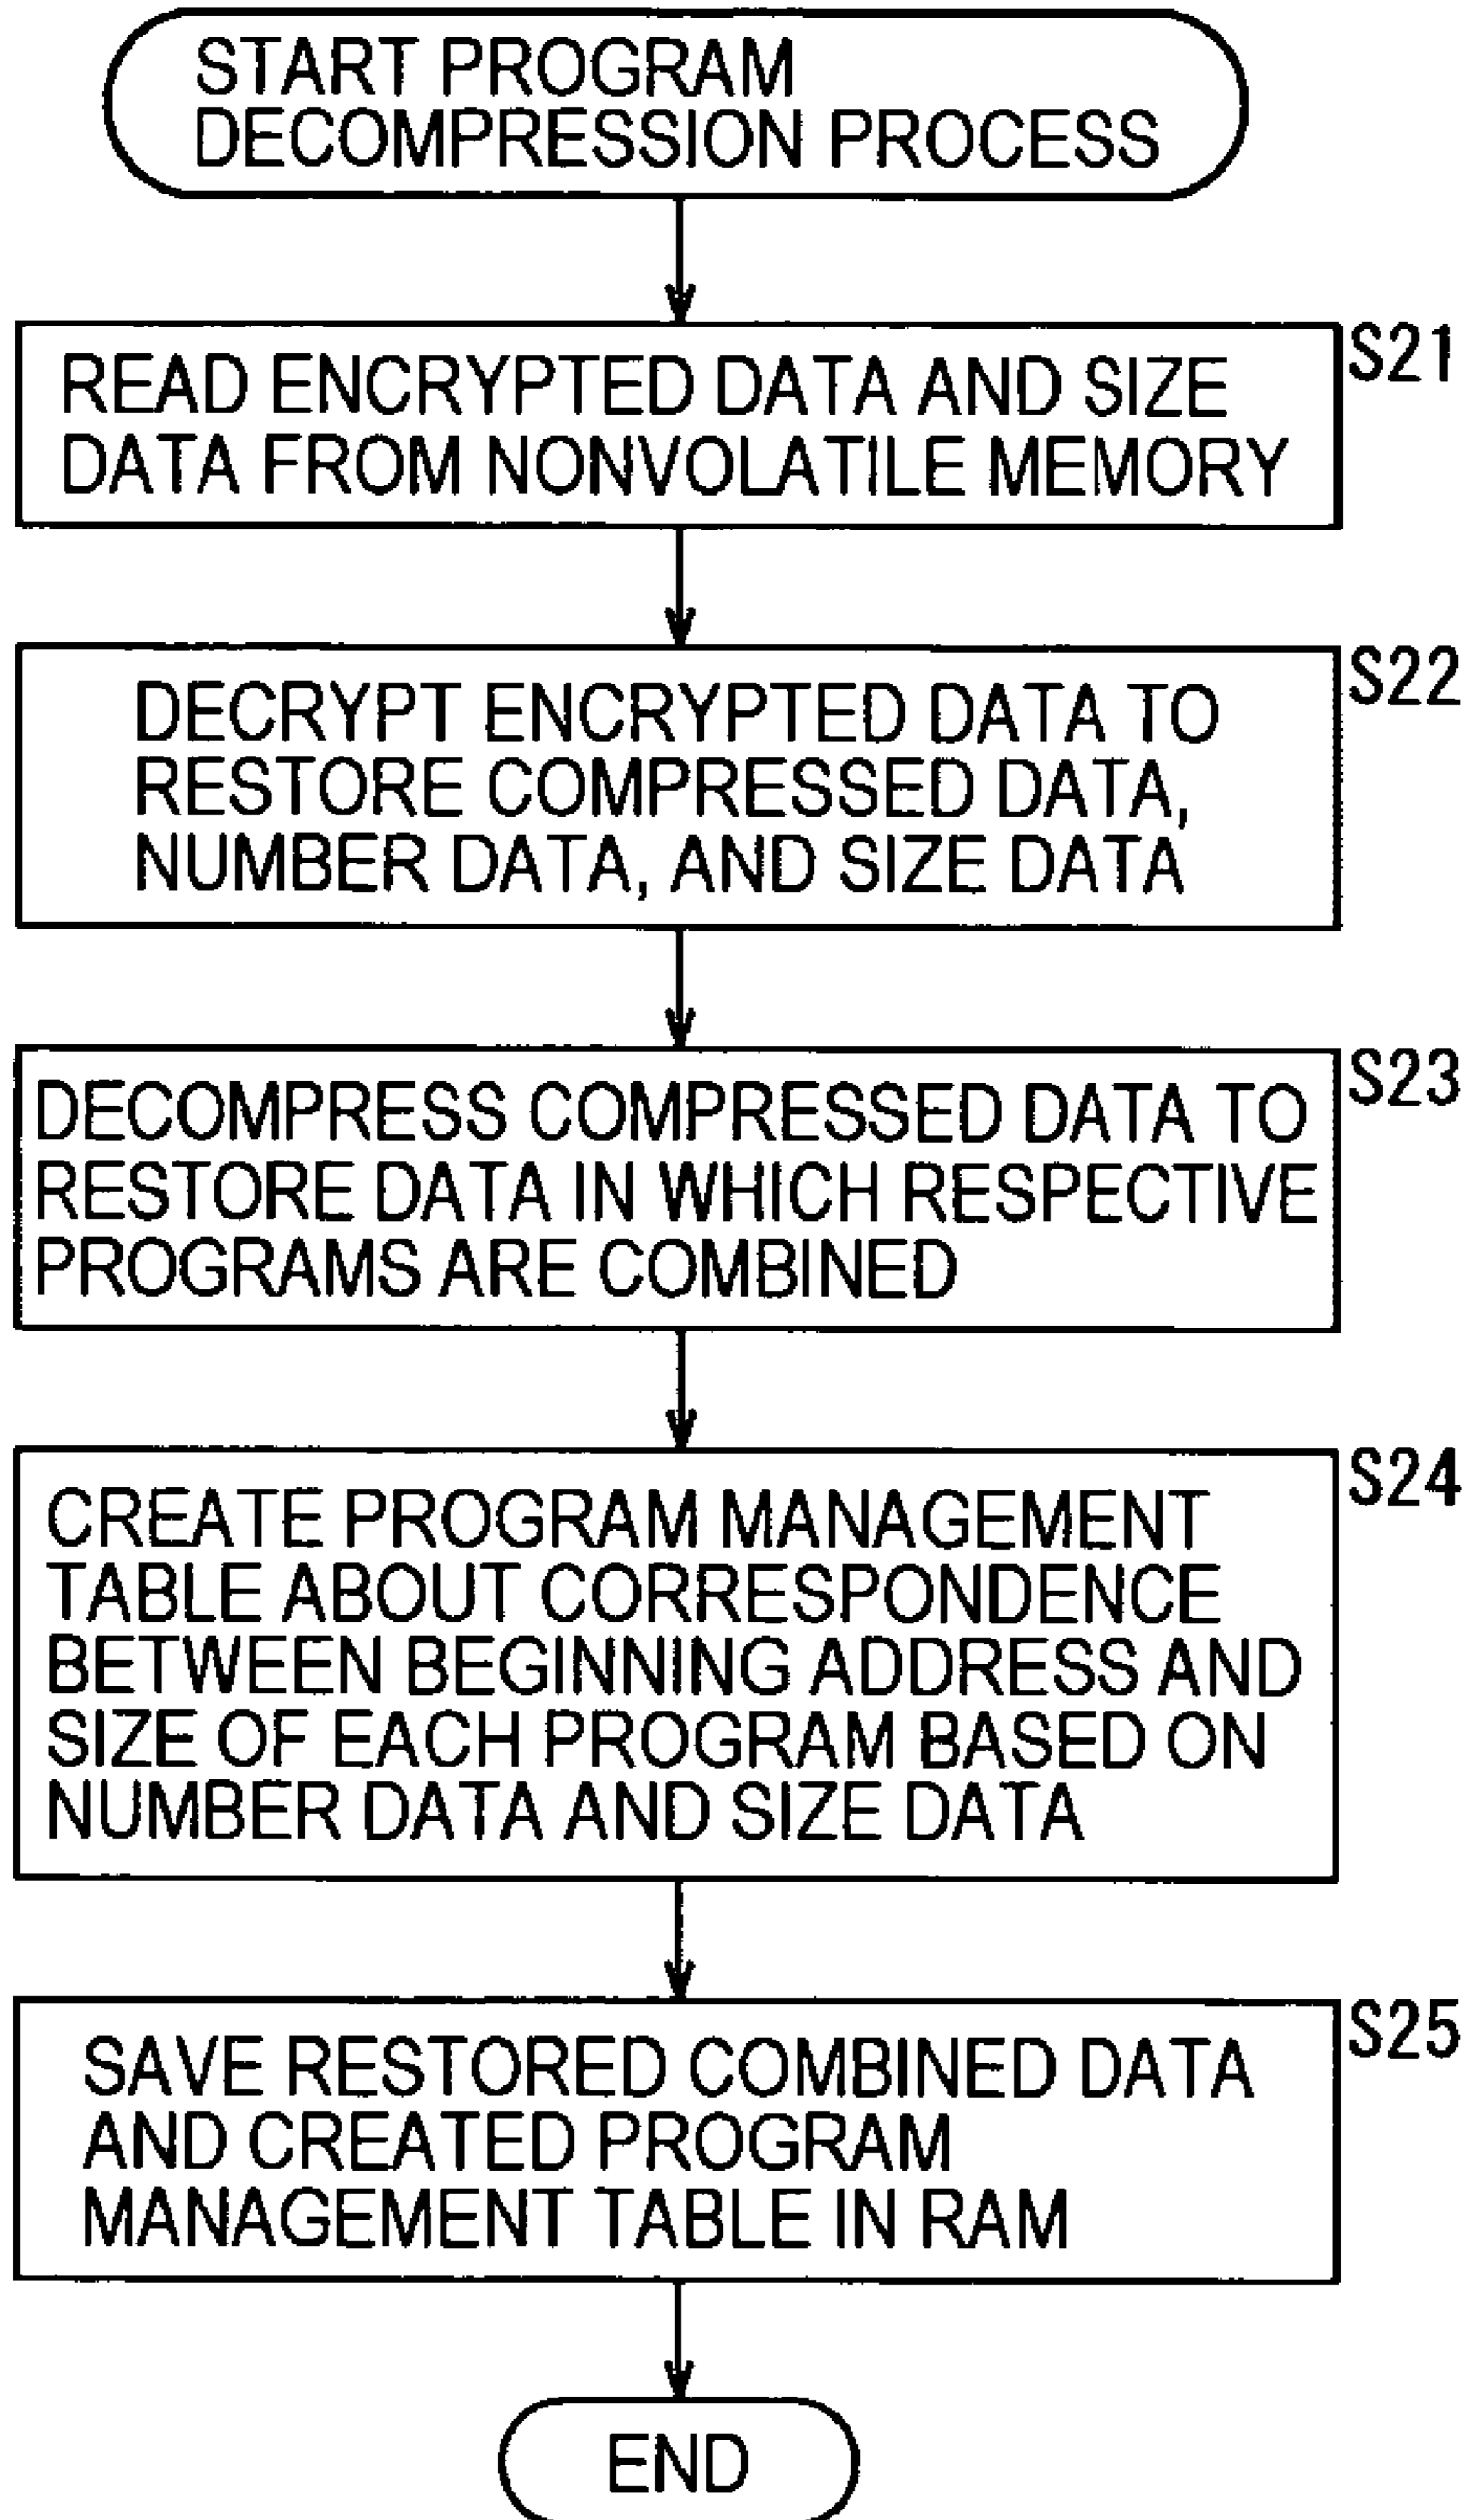 START PROGRAM
DECOMPRESSION PROCESS
S21
READ ENCRYPTED DATA AND SIZE
DATA FROM NONVOLATILE MEMORY
S22
DECRYPT ENCRYPTED DATA TO
RESTORE COMPRESSED DATA,
NUMBER DATA, AND SIZE DATA
S23
DECOMPRESS COMPRESSED DATA TO
RESTORE DATA IN WHICH RESPECTIVE
PROGRAMS ARE COMBINED
S24
CREATE PROGRAM MANAGEMENT
TABLE ABOUT CORRESPONDENCE
BETWEEN BEGINNING ADDRESS AND
SIZE OF EACH PROGRAM BASED ON
NUMBER DATA AND SIZE DATA
S25
SAVE RESTORED COMBINED DATA
AND CREATED PROGRAM
MANAGEMENT TABLE IN RAM
END